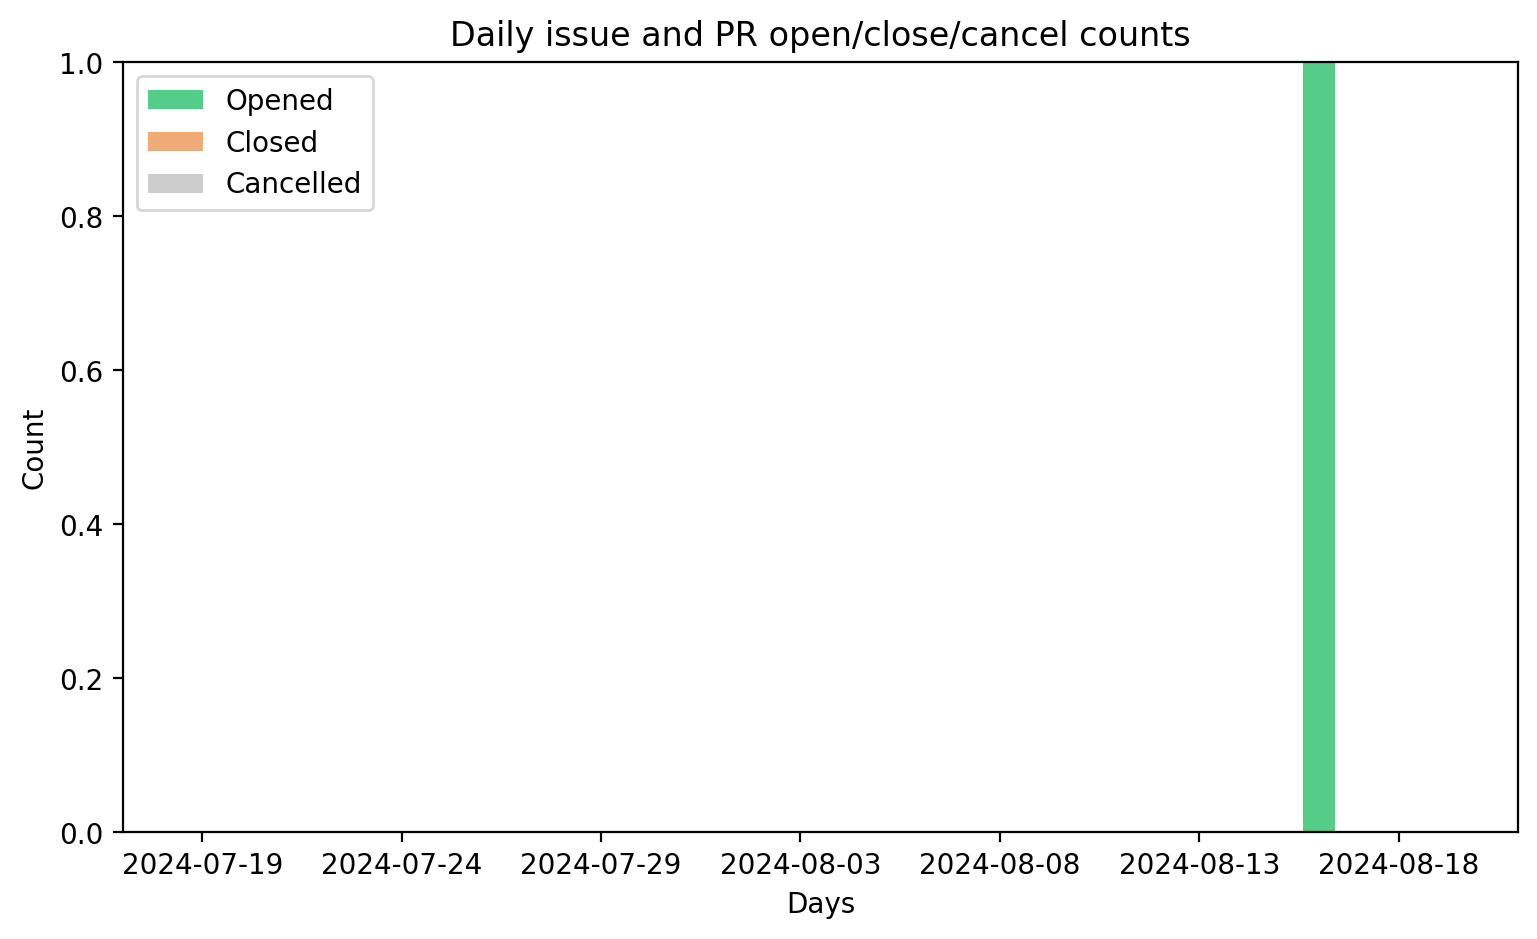 Daily issue and PR open/close/cancel counts
1.0
0.8
0.6
0.4
0.2
0.0
Count
Opened
Closed
Cancelled
2024-07-19 2024-07-24 2024-07-29 2024-08-03 2024-08-08 2024-08-13 2024-08-18
Days